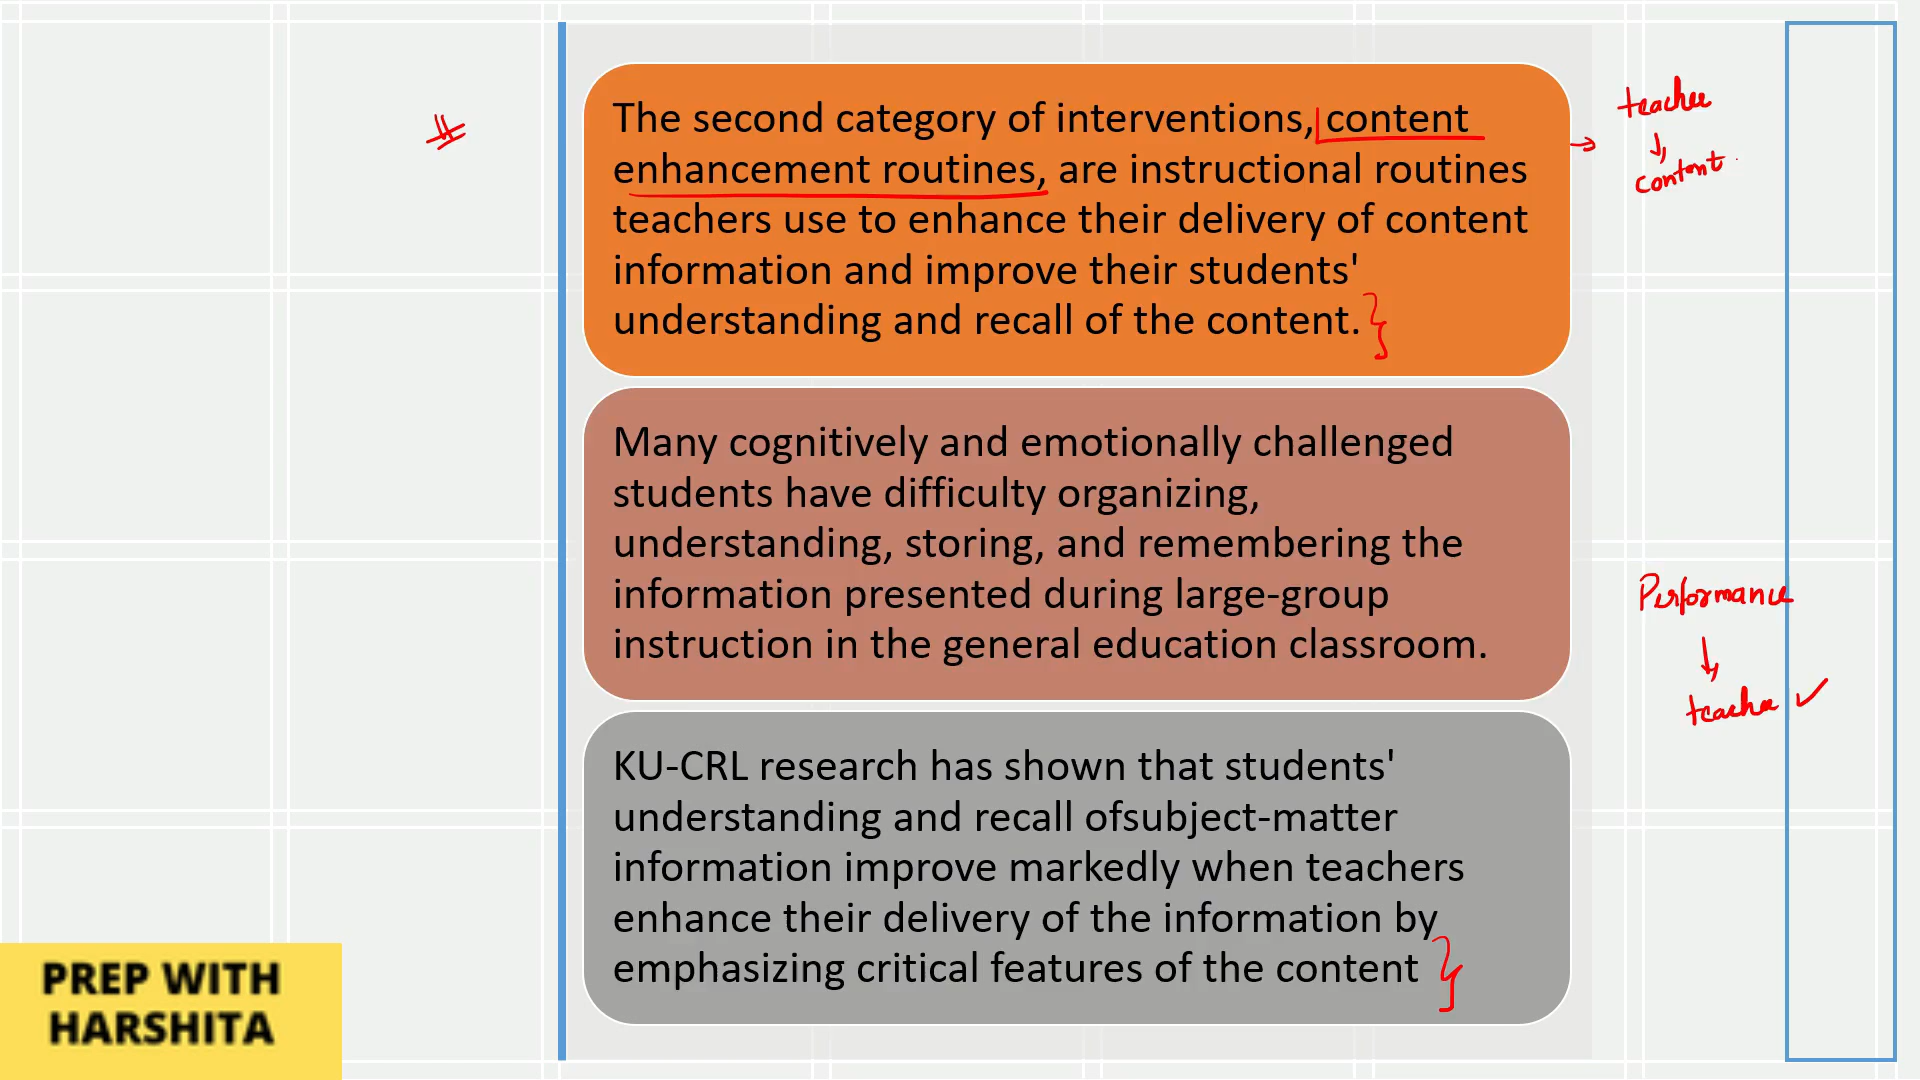 The second category of interventions, content
enhancement routines, are instructional routines
teachers use to enhance their delivery of content
information and improve their students'
understanding and recall of the content.
teacher
content
Many cognitively and emotionally challenged
students have difficulty organizing,
understanding, storing, and remembering the
information presented during large-group
instruction in the general education classroom.
Performance
teacher
KU-CRL research has shown that students'
understanding and recall ofsubject-matter
information improve markedly when teachers
enhance their delivery of the information by
emphasizing critical features of the content
PREP WITH
HARSHITA